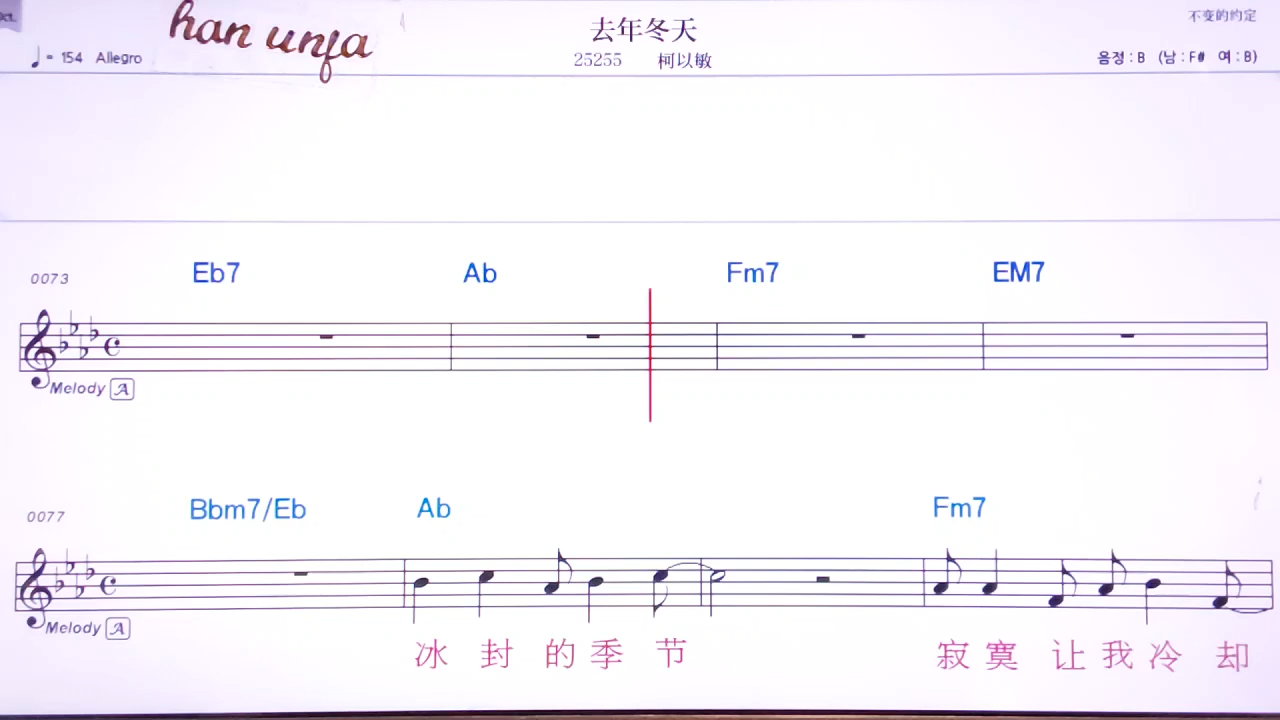 han unfa
去年冬天
不变的约定
♩= 154 Allegro
25255 柯以敏
음정 : B (남 : F# 여 : B)
0073
Eb7 Ab Fm7 EM7
Melody A
0077
Bbm7/Eb Ab Fm7
Melody A
冰 封 的 季 节 寂 寞 让 我 冷 却